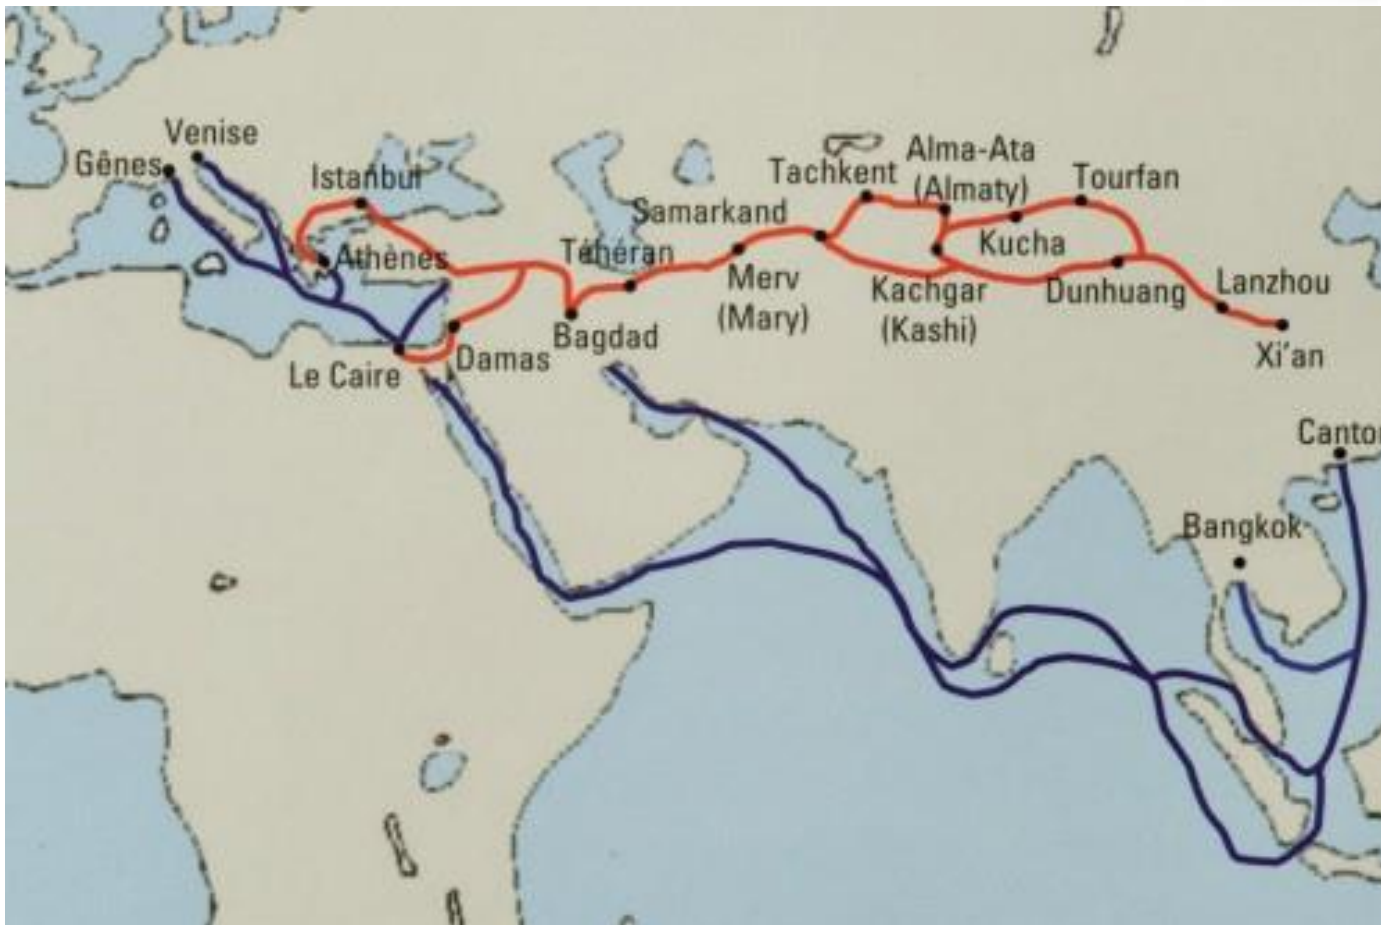 Venise
Gênes
Istanbul
Athènes
Le Caire
Damas
Bagdad
Téhéran
Samarkand
Merv
(Mary)
Tachkent
Alma-Ata
(Almaty)
Tourfan
Kucha
Kachgar
(Kashi)
Dunhuang
Lanzhou
Xi'an
Canton
Bangkok